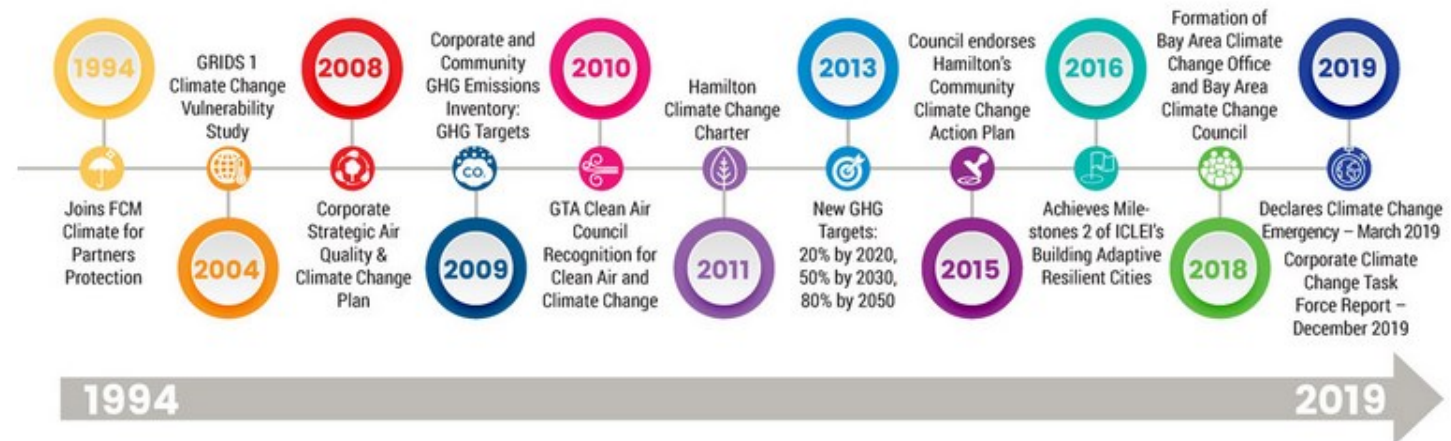 1994
Joins FCM
Climate for
Partners
Protection
GRIDS 1
Climate Change
Vulnerability
Study
2004
2008
Corporate
Strategic Air
Quality &
Climate Change
Plan
Corporate and
Community
GHG Emissions
Inventory:
GHG Targets
CO₂
2009
2010
GTA Clean Air
Council
Recognition for
Clean Air and
Climate Change
Hamilton
Climate Change
Charter
2011
2013
New GHG
Targets:
20% by 2020,
50% by 2030,
80% by 2050
Council endorses
Hamilton's
Community
Climate Change
Action Plan
2015
2016
Achieves Mile-
stones 2 of ICLEI's
Building Adaptive
Resilient Cities
Formation of
Bay Area Climate
Change Office
and Bay Area
Climate Change
Council
2018
2019
Declares Climate Change
Emergency – March 2019
Corporate Climate
Change Task
Force Report –
December 2019
1994
2019